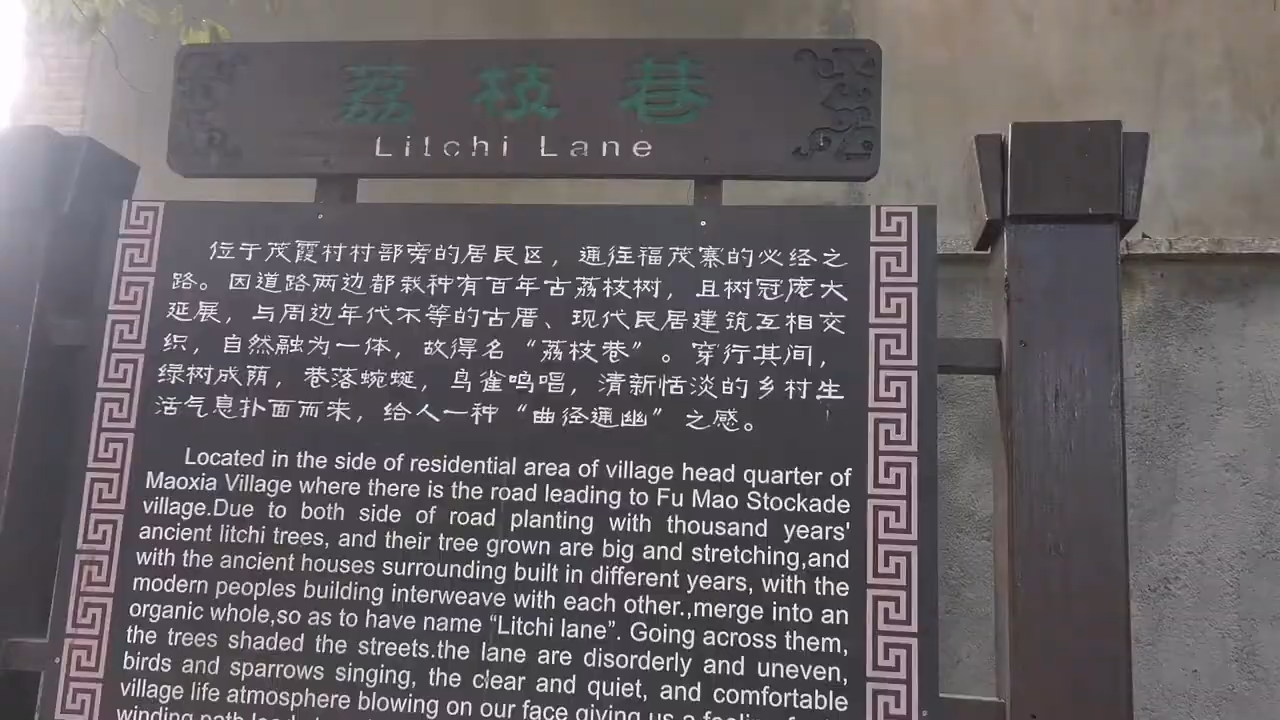 荔枝巷
Litchi Lane
位于茂霞村村部旁的居民区，通往福茂寨的必经之
路。因道路两边都栽种有百年古荔枝树，且树冠庞大
延展，与周边年代不等的古厝、现代民居建筑互相交
织，自然融为一体，故得名“荔枝巷”。穿行其间，
绿树成荫，巷落蜿蜒，鸟雀鸣唱，清新恬淡的乡村生
活气息扑面而来，给人一种“曲径通幽”之感。
Located in the side of residential area of village head quarter of
Maoxia Village where there is the road leading to Fu Mao Stockade
village.Due to both side of road planting with thousand years'
ancient litchi trees, and their tree grown are big and stretching,and
with the ancient houses surrounding built in different years, with the
modern peoples building interweave with each other.,merge into an
organic whole,so as to have name “Litchi lane”. Going across them,
the trees shaded the streets.the lane are disorderly and uneven,
birds and sparrows singing, the clear and quiet, and comfortable
village life atmosphere blowing on our face giving us a feeling
winding path